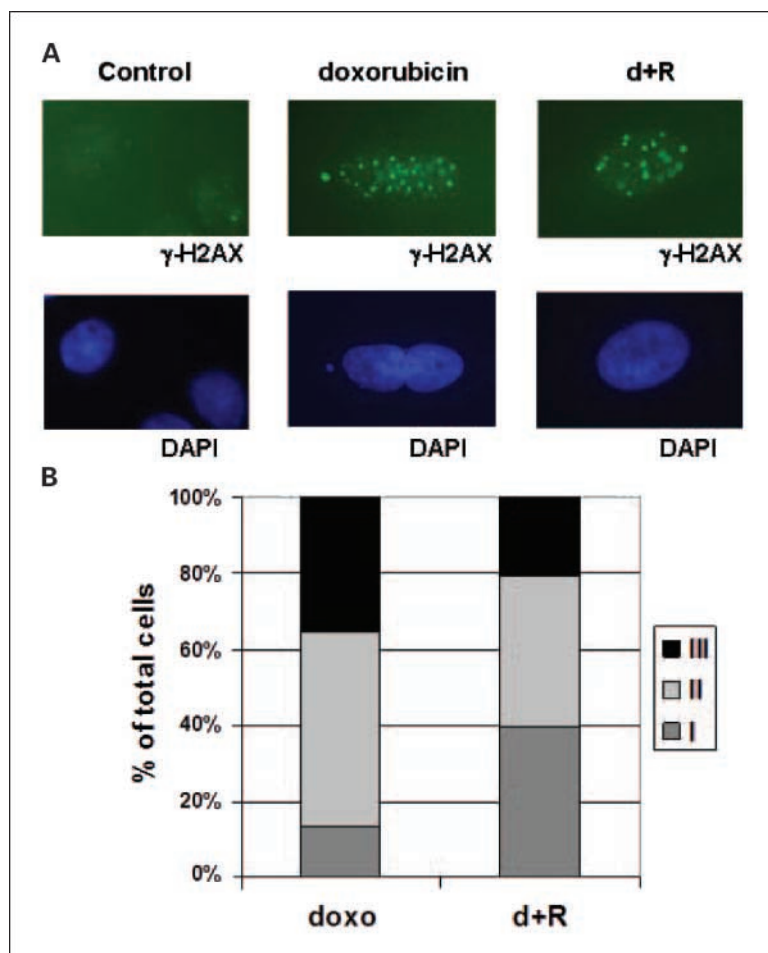 A
Control doxorubicin d+R
γ-H2AX γ-H2AX γ-H2AX
DAPI DAPI DAPI
B
100%
80%
60%
40%
20%
0%
% of total cells
III
II
I
doxo d+R